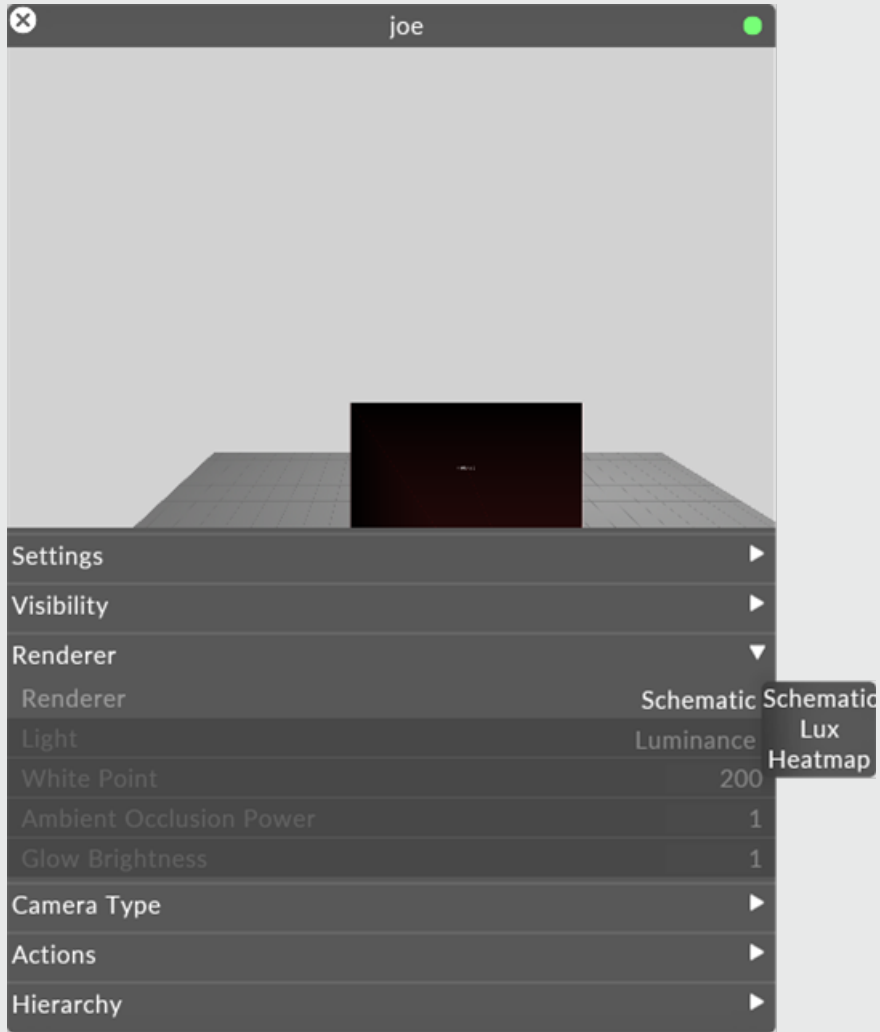 joe
Settings
Visibility
Renderer
Renderer Schematic
Schematic
Lux
Heatmap
Light Luminance
White Point 200
Ambient Occlusion Power 1
Glow Brightness 1
Camera Type
Actions
Hierarchy